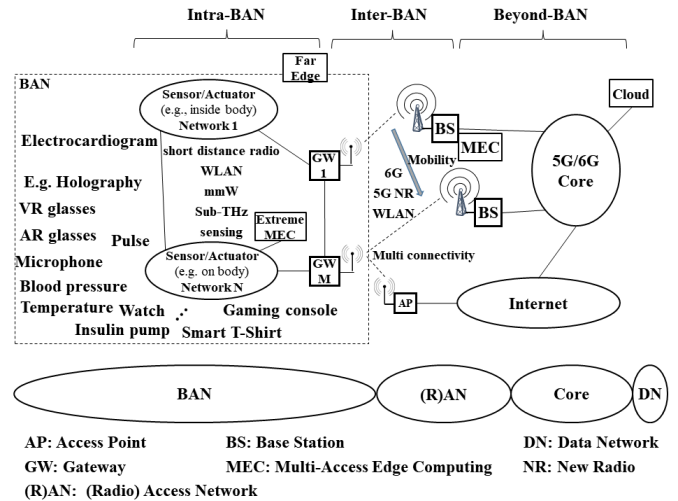 Intra-BAN
Inter-BAN
Beyond-BAN
Far
Edge
BAN
Sensor/Actuator
(e.g., inside body)
Network 1
Electrocardiogram
short distance radio
WLAN
mmW
Sub-THz
sensing
E.g. Holography
VR glasses
AR glasses
Pulse
Extreme
MEC
Microphone
Sensor/Actuator
(e.g. on body)
Network N
Blood pressure
Temperature
Watch
Gaming console
Insulin pump
Smart T-Shirt
GW
1
GW
M
BS
MEC
Mobility
6G
5G NR
WLAN
BS
Multi connectivity
AP
Cloud
5G/6G
Core
Internet
BAN
(R)AN
Core
DN
AP: Access Point
BS: Base Station
DN: Data Network
GW: Gateway
MEC: Multi-Access Edge Computing
NR: New Radio
(R)AN: (Radio) Access Network